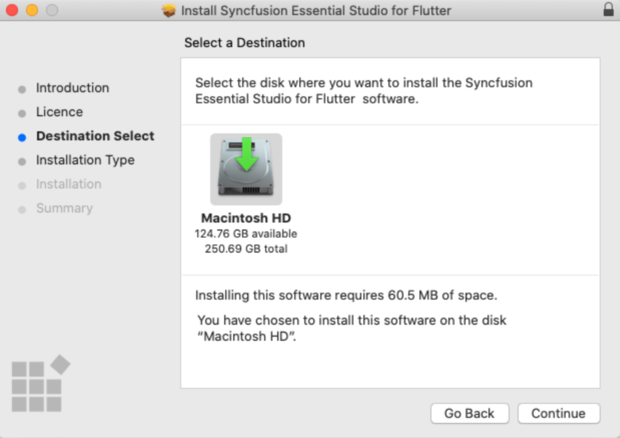 Install Syncfusion Essential Studio for Flutter
Select a Destination
Introduction
Licence
Destination Select
Installation Type
Installation
Summary
Select the disk where you want to install the Syncfusion
Essential Studio for Flutter software.
Macintosh HD
124.76 GB available
250.69 GB total
Installing this software requires 60.5 MB of space.
You have chosen to install this software on the disk
“Macintosh HD”.
Go Back
Continue